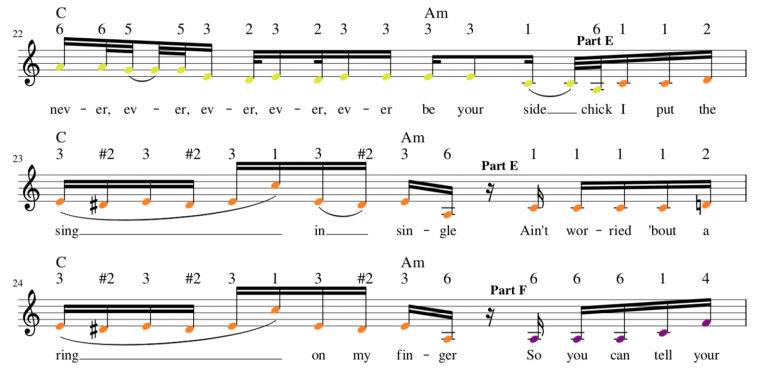 C Am
6 6 5 5 3 2 3 2 3 3 3 3 1 6 1 1 2
22 Part E
nev - er, ev - er, ev - er, ev - er, ev - er be your side chick I put the
C Am
3 #2 3 #2 3 1 3 #2 3 6 1 1 1 1 2
23 Part E
sing in sin - gle Ain't wor - ried 'bout a
C Am
3 #2 3 #2 3 1 3 #2 3 6 6 6 6 1 4
24 Part F
ring on my fin - ger So you can tell your